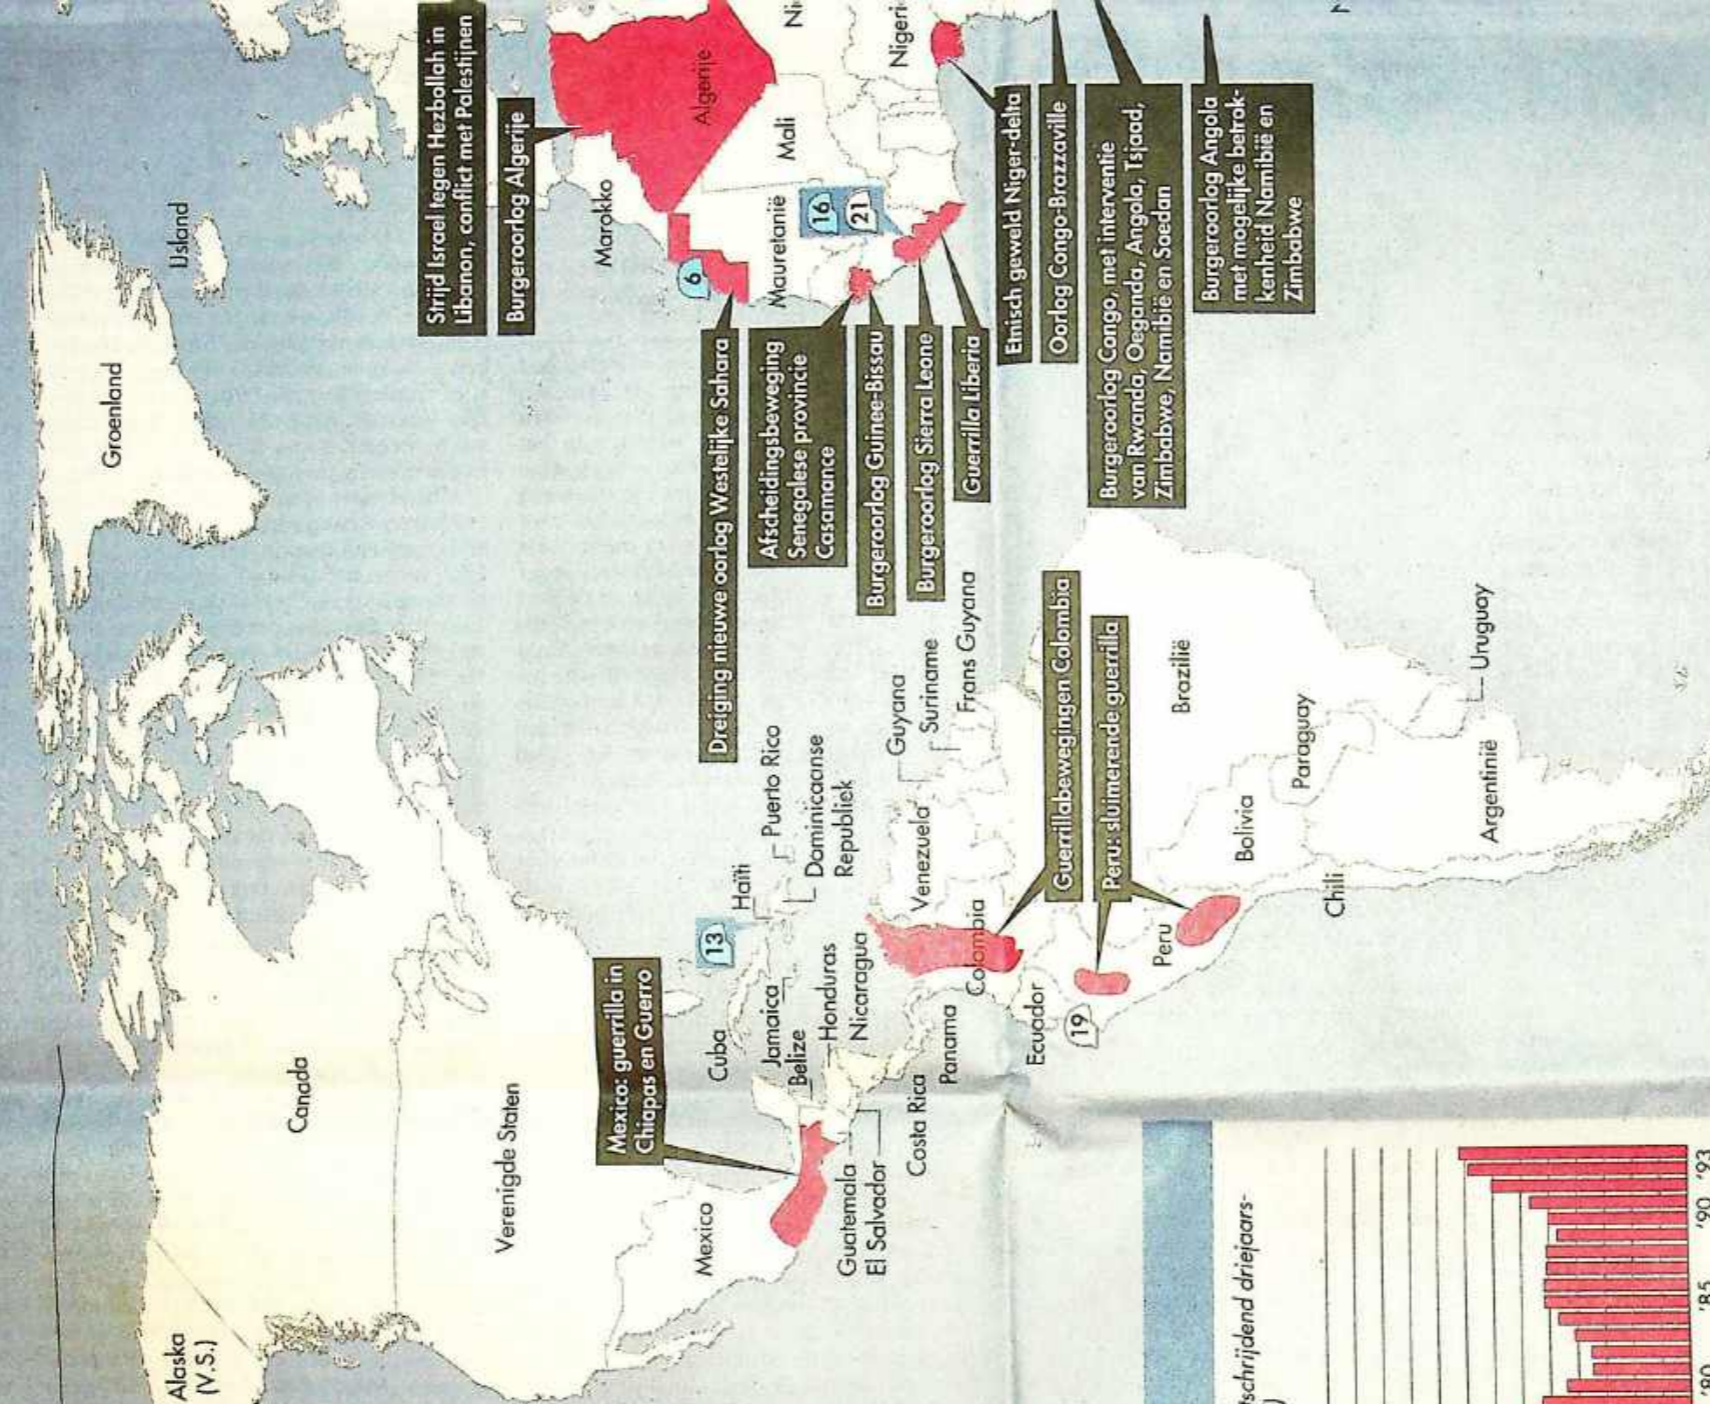 Groenland
IJsland
Alaska
(V.S.)
Canada
Verenigde Staten
Mexico
Mexico: guerrilla in
Chiapas en Guerro
Cuba
13
Haïti
Puerto Rico
Dominicaanse
Republiek
Jamaica
Belize
Honduras
Nicaragua
Guatemala
El Salvador
Costa Rica
Panama
Venezuela
Guyana
Suriname
Frans Guyana
Colombia
Guerrillabewegingen Colombia
Ecuador
19
Peru: sluimerende guerrilla
Peru
Brazilië
Bolivia
Paraguay
Chili
Argentinië
Uruguay
Strijd Israel tegen Hezbollah in
Libanon, conflict met Palestijnen
Burgeroorlog Algerije
Marokko
Algerije
6
Mauretanië
Mali
Ni
16
21
Nigeri
Dreiging nieuwe oorlog Westelijke Sahara
Afscheidingsbeweging
Senegalese provincie
Casamance
Burgeroorlog Guinee-Bissau
Burgeroorlog Sierra Leone
Guerrilla Liberia
Etnisch geweld Niger-delta
Oorlog Congo-Brazzaville
Burgeroorlog Congo, met interventie
van Rwanda, Oeganda, Angola, Tsjaad,
Zimbabwe, Namibië en Soedan
Burgeroorlog Angola
met mogelijke betrok-
kenheid Namibië en
Zimbabwe
tschrijdend driejaars-
)
'80
'85
'90
'93